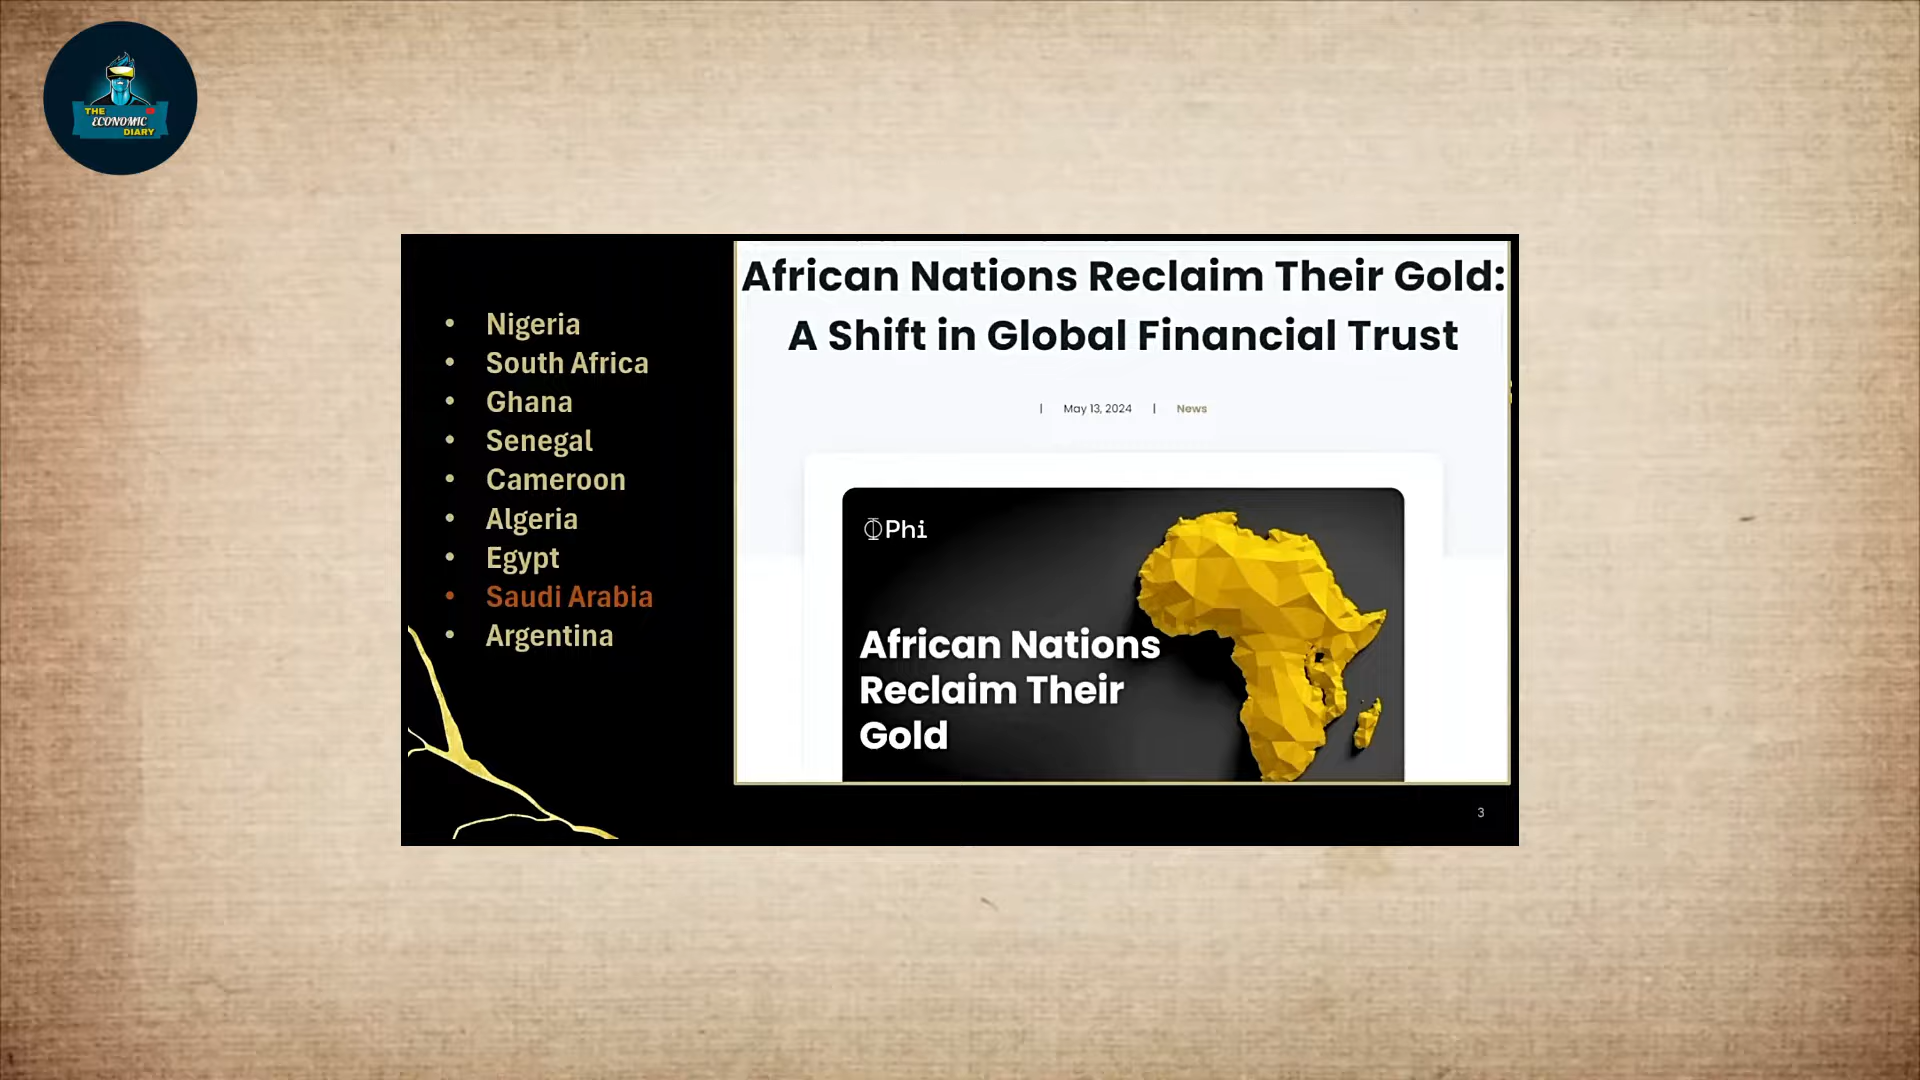 THE
ECONOMIC
DIARY
• Nigeria
• South Africa
• Ghana
• Senegal
• Cameroon
• Algeria
• Egypt
• Saudi Arabia
• Argentina
African Nations Reclaim Their Gold:
A Shift in Global Financial Trust
| May 13, 2024 | News
Phi
African Nations
Reclaim Their
Gold
3